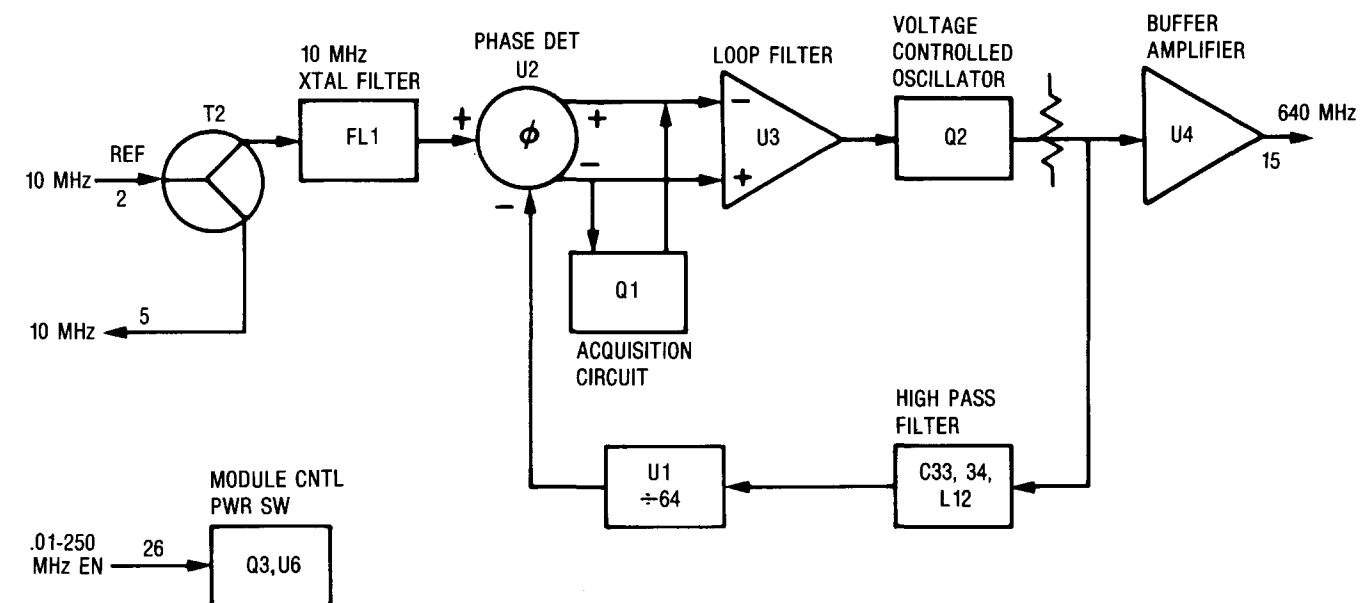 10 MHz
REF
2
T2
10 MHz
5
10 MHz
XTAL FILTER
FL1
PHASE DET
U2
+
ϕ
+
−
−
Q1
ACQUISITION
CIRCUIT
LOOP FILTER
−
+
U3
VOLTAGE
CONTROLLED
OSCILLATOR
Q2
BUFFER
AMPLIFIER
U4
640 MHz
15
HIGH PASS
FILTER
C33, 34,
L12
U1
÷64
MODULE CNTL
PWR SW
.01-250
MHz EN
26
Q3,U6